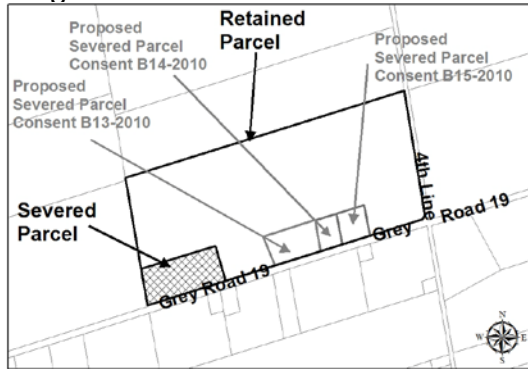 Retained
Parcel
Proposed
Severed Parcel
Consent B14-2010
Proposed
Severed Parcel
Consent B15-2010
Proposed
Severed Parcel
Consent B13-2010
Severed
Parcel
4th Line
Grey Road 19
Grey Road 19
N
W E
S